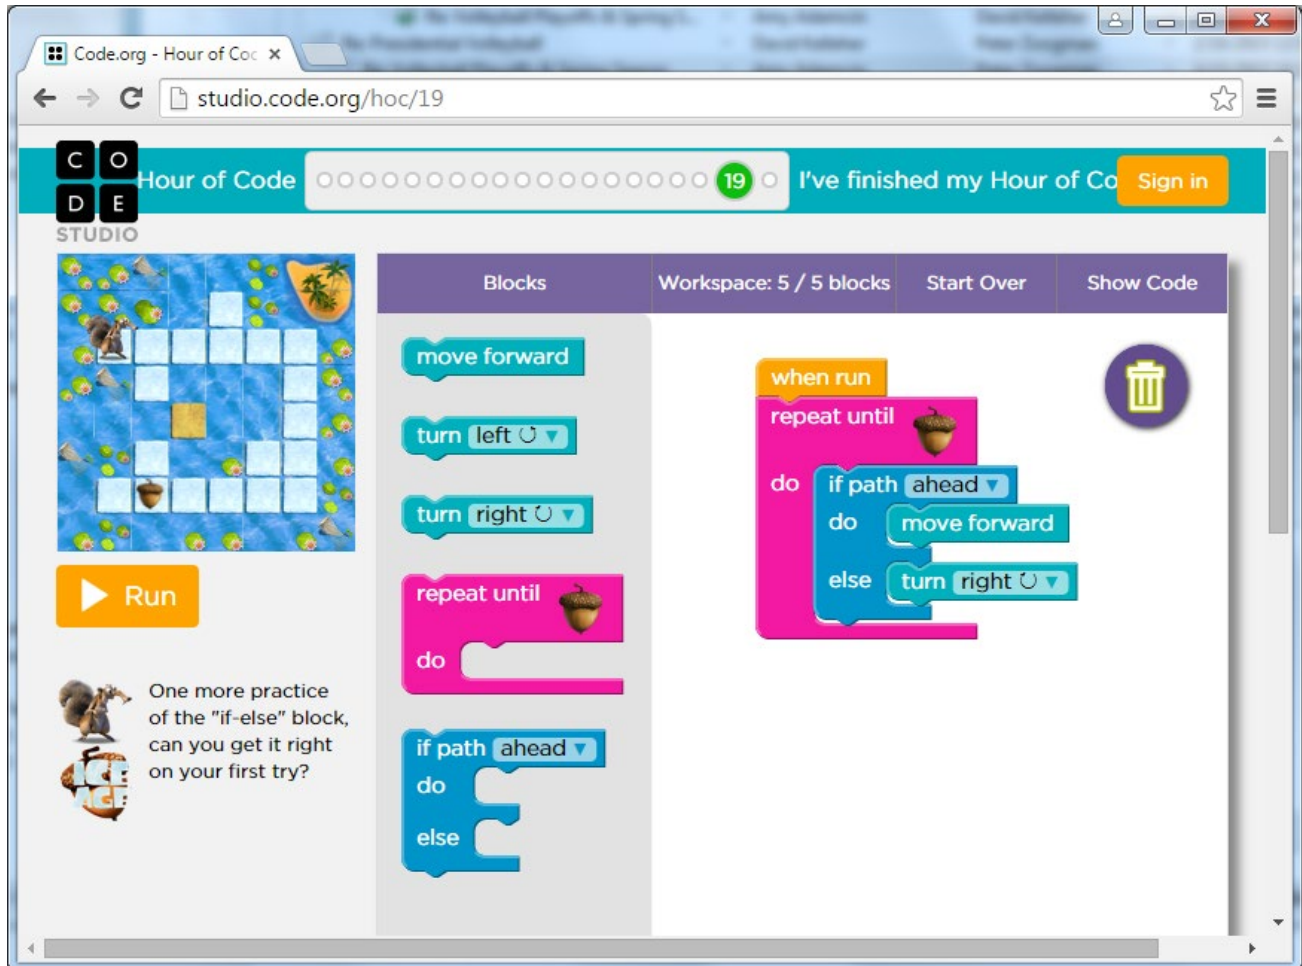 Code.org - Hour of Coc
studio.code.org/hoc/19
C O
D E
STUDIO
Hour of Code
19
I've finished my Hour of Co
Sign in
Blocks
Workspace: 5 / 5 blocks
Start Over
Show Code
move forward
turn left
turn right
repeat until
do
if path ahead
do
else
when run
repeat until
do
if path ahead
do
move forward
else
turn right
Run
One more practice
of the "if-else" block,
can you get it right
on your first try?
ICE
AGE